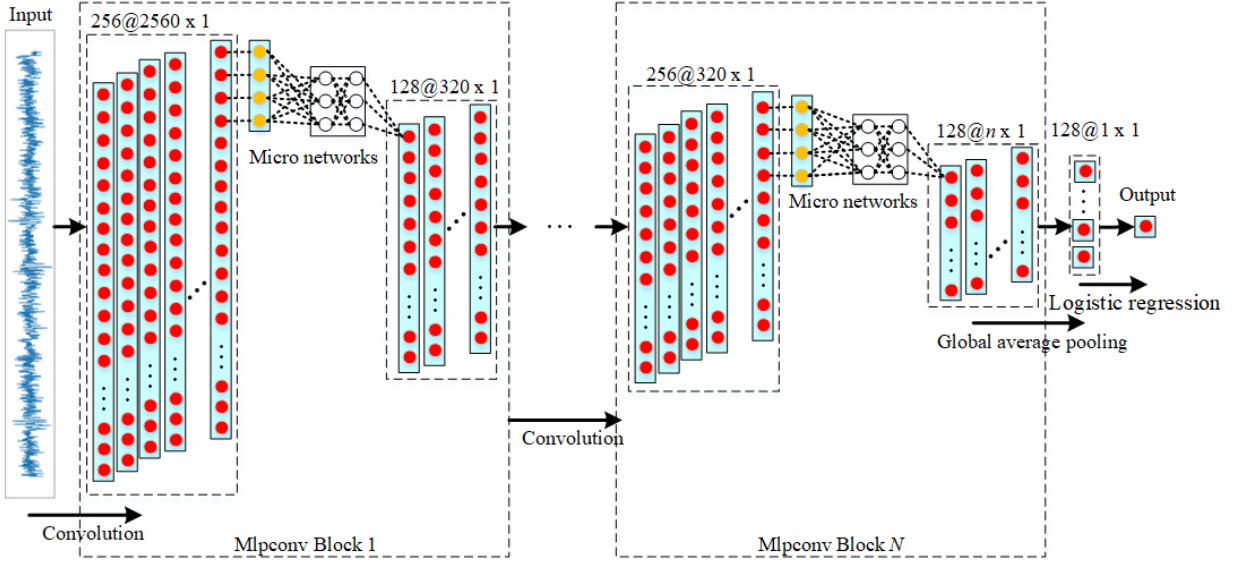 Input
256@2560 x 1
Micro networks
128@320 x 1
Convolution
Mlpconv Block 1
Convolution
256@320 x 1
Micro networks
128@n x 1
128@1 x 1
Output
Logistic regression
Global average pooling
Mlpconv Block N